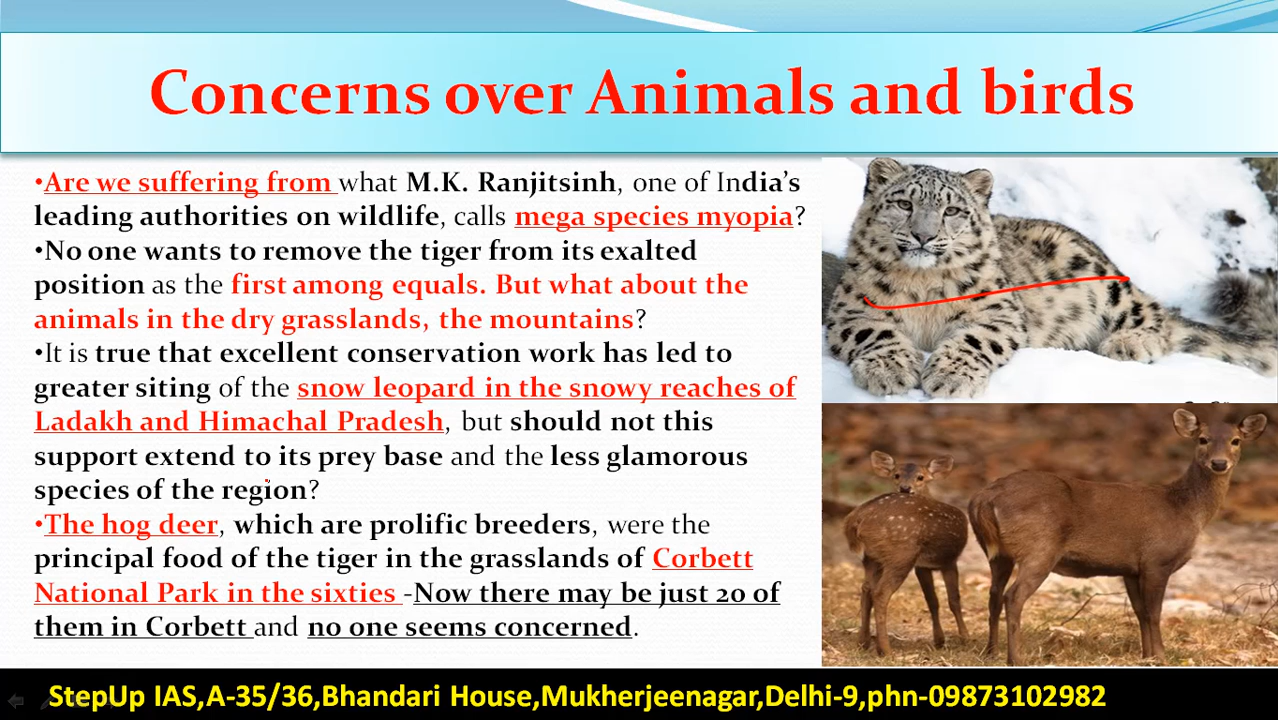 Concerns over Animals and birds
•Are we suffering from what M.K. Ranjitsinh, one of India's
leading authorities on wildlife, calls mega species myopia?
•No one wants to remove the tiger from its exalted
position as the first among equals. But what about the
animals in the dry grasslands, the mountains?
•It is true that excellent conservation work has led to
greater siting of the snow leopard in the snowy reaches of
Ladakh and Himachal Pradesh, but should not this
support extend to its prey base and the less glamorous
species of the region?
•The hog deer, which are prolific breeders, were the
principal food of the tiger in the grasslands of Corbett
National Park in the sixties -Now there may be just 20 of
them in Corbett and no one seems concerned.
StepUp IAS,A-35/36,Bhandari House,Mukherjeenagar,Delhi-9,phn-09873102982